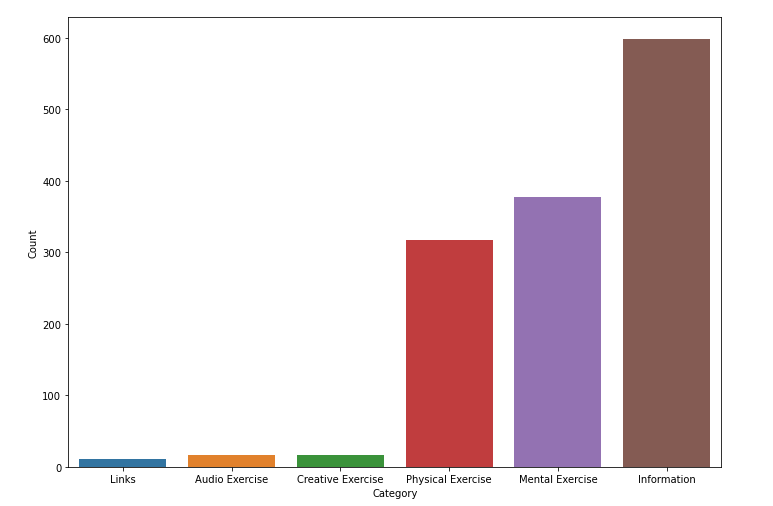 600
500
400
300
200
100
0
Count
Links Audio Exercise Creative Exercise Physical Exercise Mental Exercise Information
Category